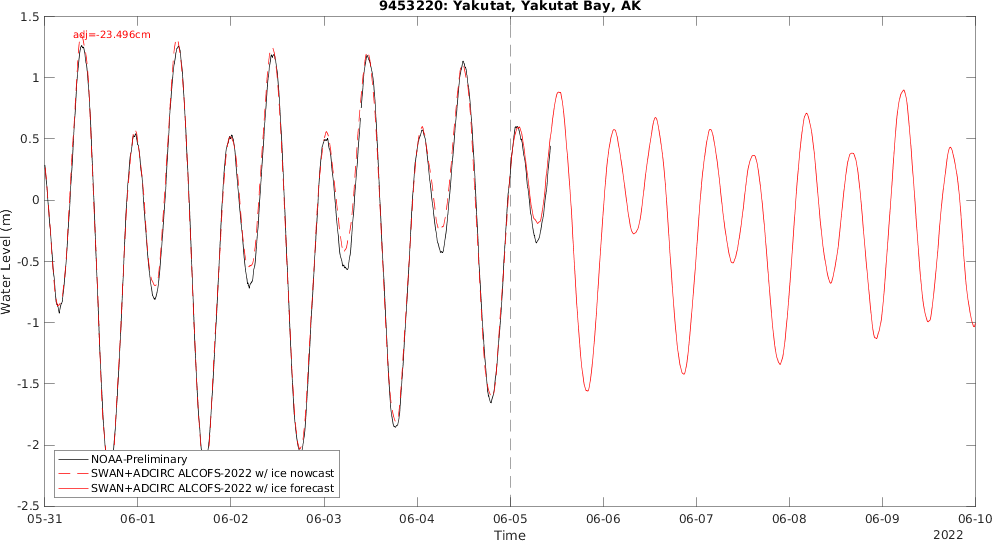 9453220: Yakutat, Yakutat Bay, AK
adj=-23.496cm
1.5
1
0.5
0
-0.5
-1
-1.5
-2
-2.5
Water Level (m)
NOAA-Preliminary
SWAN+ADCIRC ALCOFS-2022 w/ ice nowcast
SWAN+ADCIRC ALCOFS-2022 w/ ice forecast
05-31 06-01 06-02 06-03 06-04 06-05 06-06 06-07 06-08 06-09 06-10
Time
2022